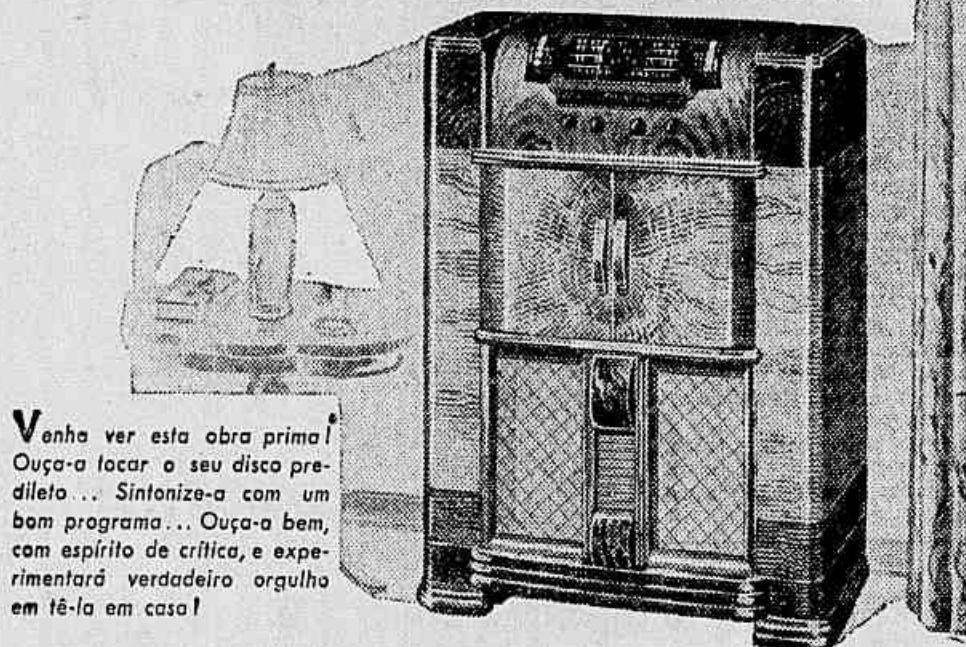 Venha ver esta obra prima!
Ouça-a tocar o seu disco pre-
dileto... Sintonize-a com um
bom programa... Ouça-a bem,
com espírito de crítica, e expe-
rimentará verdadeiro orgulho
em tê-la em casa!